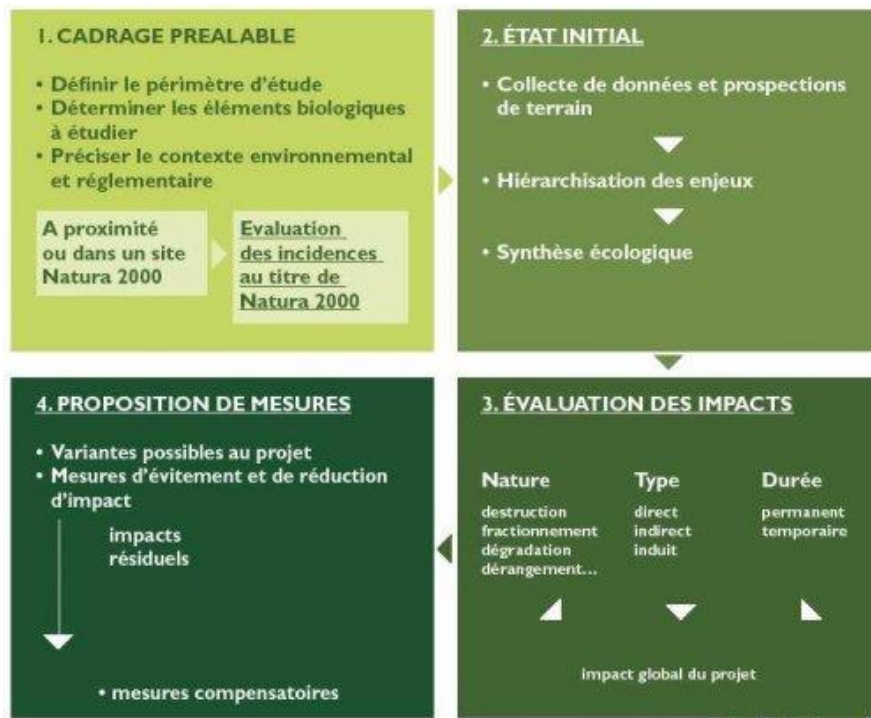 1. CADRAGE PREALABLE
• Définir le périmètre d'étude
• Déterminer les éléments biologiques
à étudier
• Préciser le contexte environnemental
et réglementaire
A proximité
ou dans un site
Natura 2000
Evaluation
des incidences
au titre de
Natura 2000
2. ÉTAT INITIAL
• Collecte de données et prospections
de terrain
• Hiérarchisation des enjeux
• Synthèse écologique
3. ÉVALUATION DES IMPACTS
Nature
destruction
fractionnement
dégradation
dérangement...
Type
direct
indirect
induit
Durée
permanent
temporaire
impact global du projet
4. PROPOSITION DE MESURES
• Variantes possibles au projet
• Mesures d'évitement et de réduction
d'impact
impacts
résiduels
• mesures compensatoires